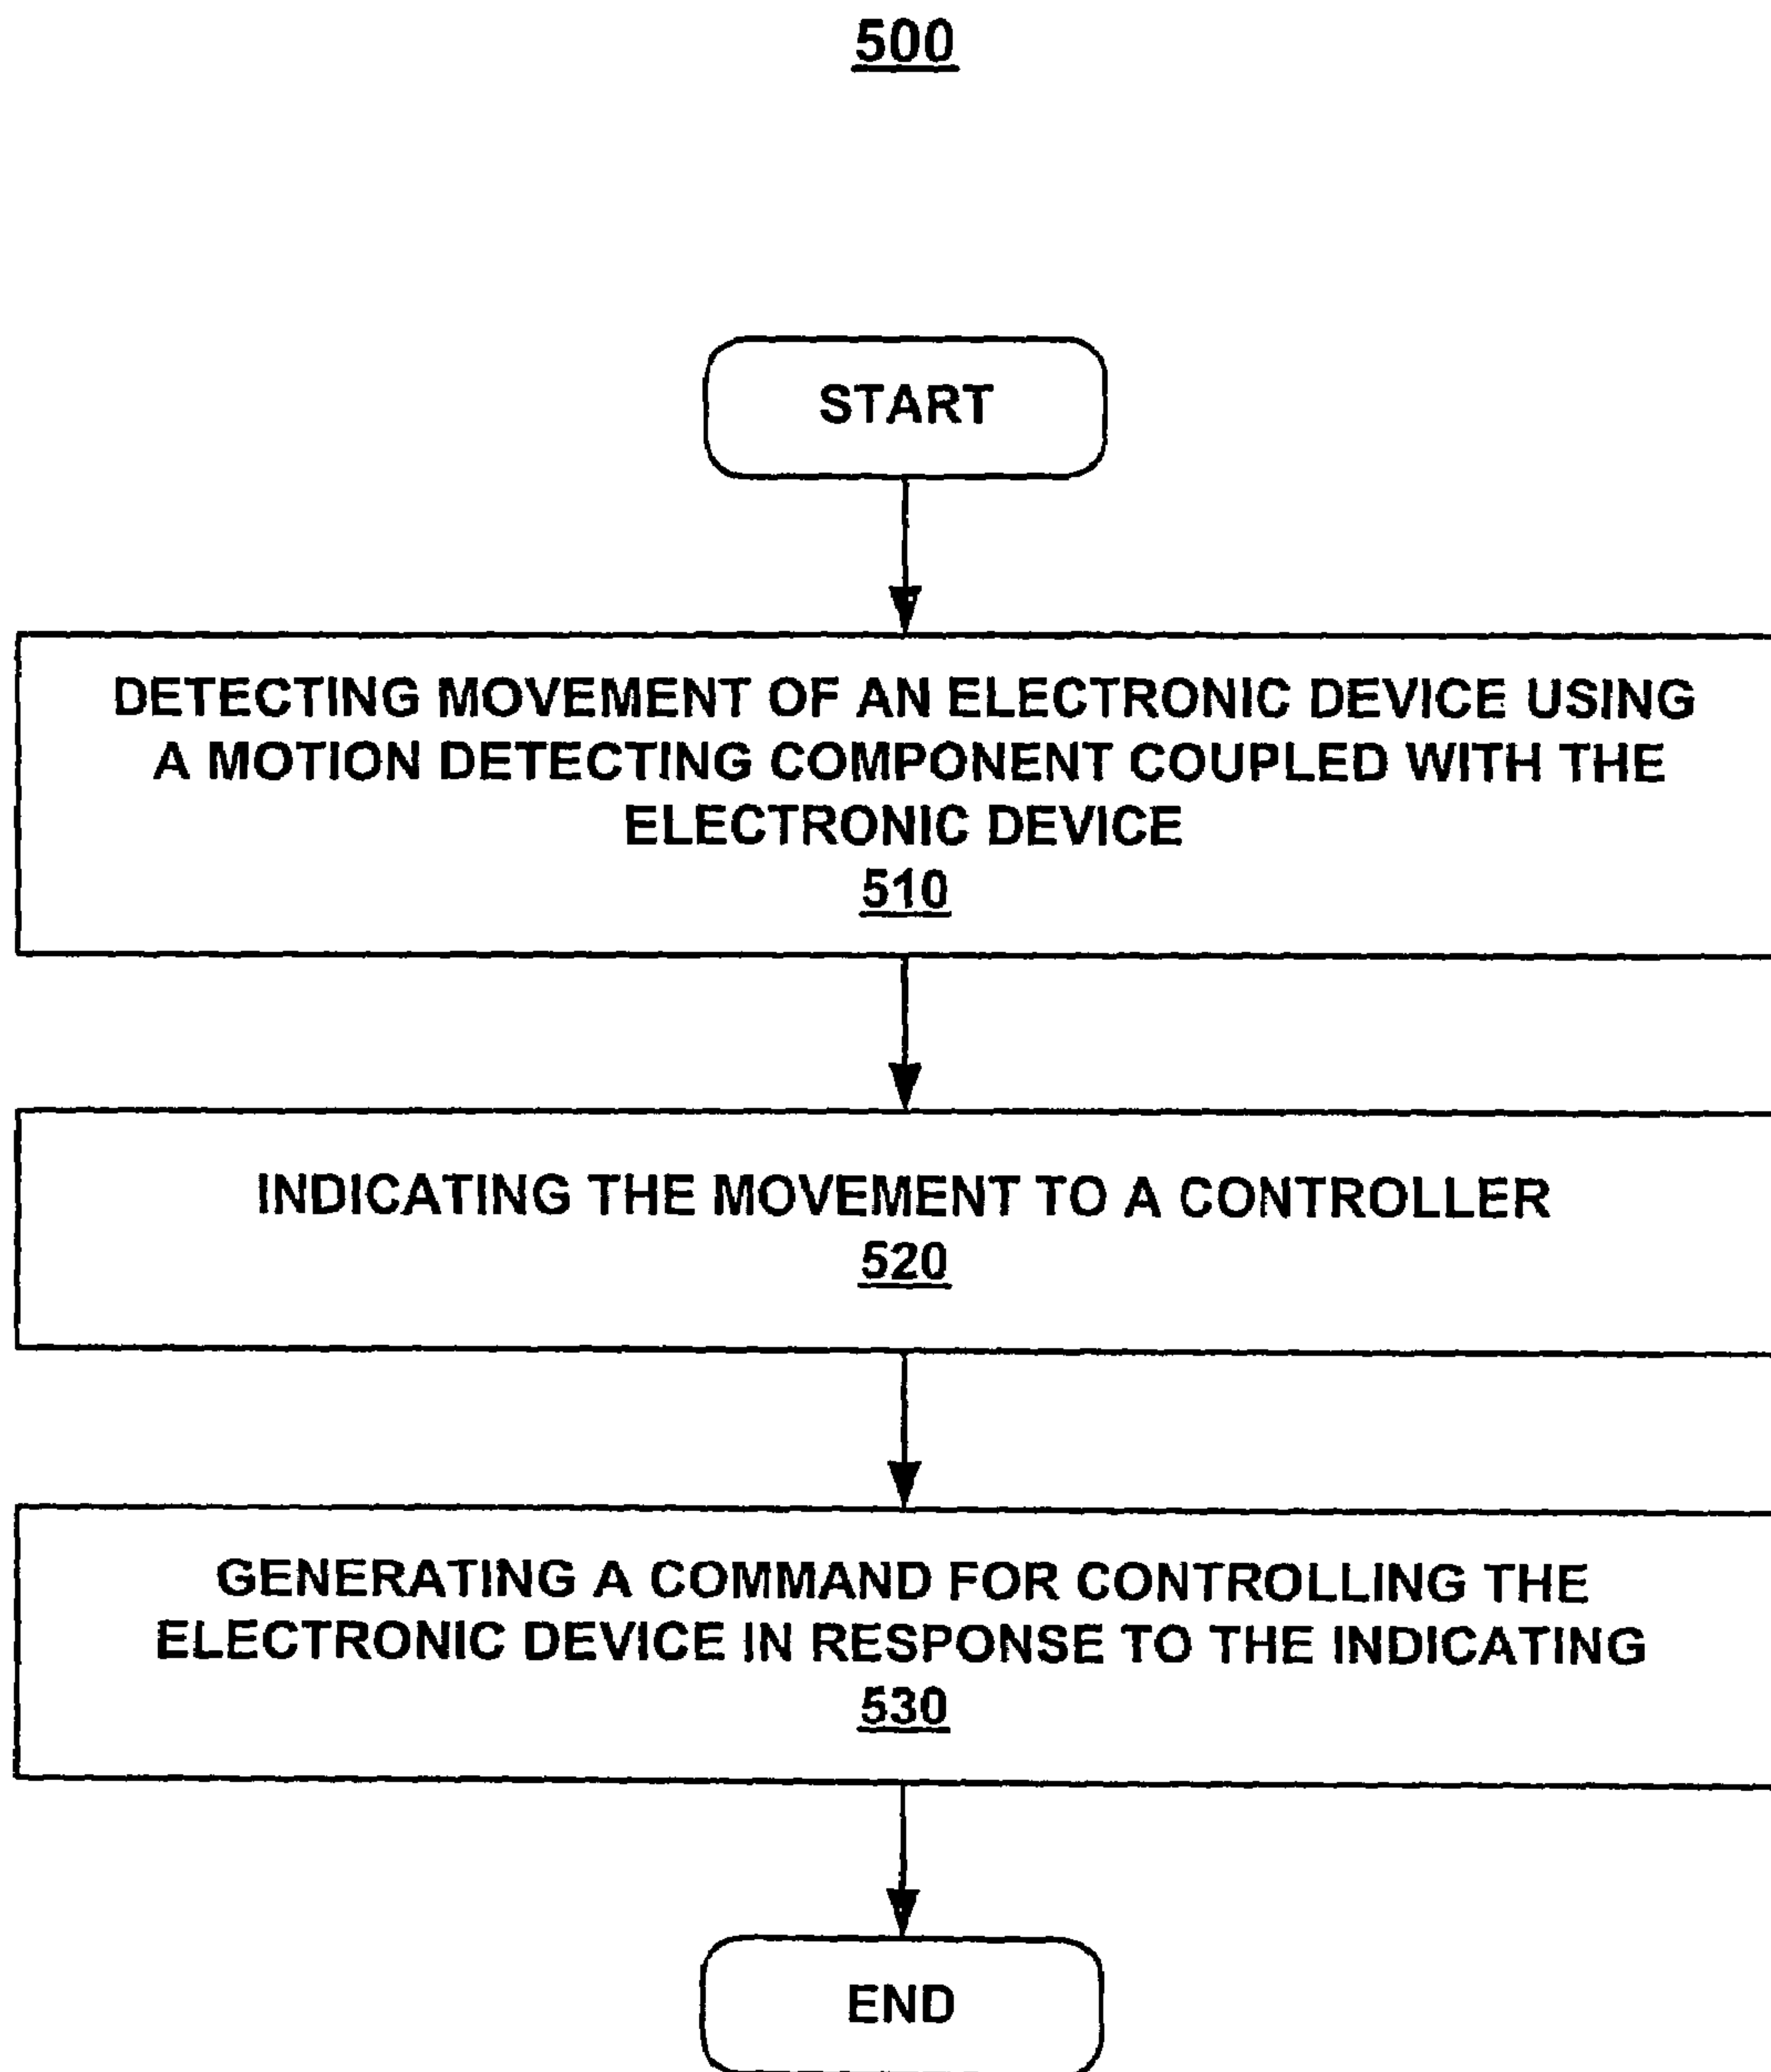 500
START
DETECTING MOVEMENT OF AN ELECTRONIC DEVICE USING
A MOTION DETECTING COMPONENT COUPLED WITH THE
ELECTRONIC DEVICE
510
INDICATING THE MOVEMENT TO A CONTROLLER
520
GENERATING A COMMAND FOR CONTROLLING THE
ELECTRONIC DEVICE IN RESPONSE TO THE INDICATING
530
END